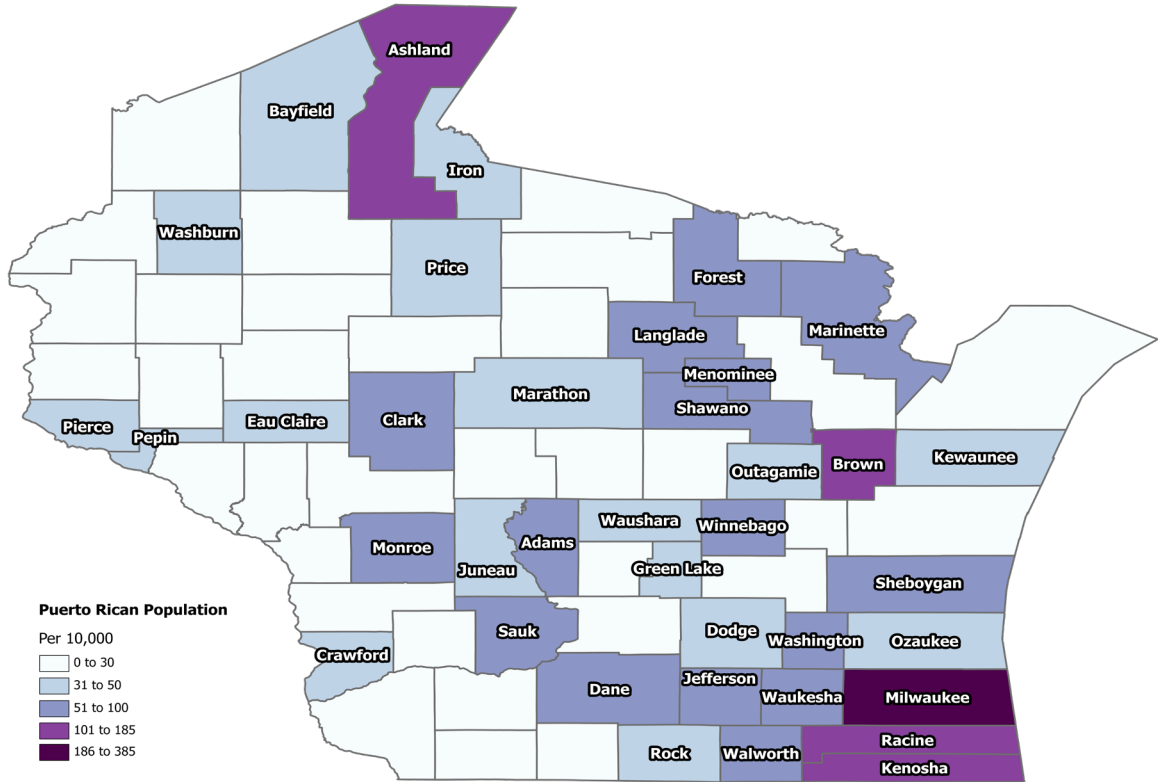 Ashland
Bayfield
Iron
Washburn
Price
Forest
Marinette
Langlade
Menominee
Marathon
Shawano
Clark
Eau Claire
Pierce
Pepin
Kewaunee
Brown
Outagamie
Waushara
Winnebago
Adams
Monroe
Juneau
Green Lake
Sheboygan
Sauk
Dodge
Washington
Ozaukee
Crawford
Jefferson
Dane
Waukesha
Milwaukee
Rock
Walworth
Racine
Kenosha
Puerto Rican Population
Per 10,000
0 to 30
31 to 50
51 to 100
101 to 185
186 to 385